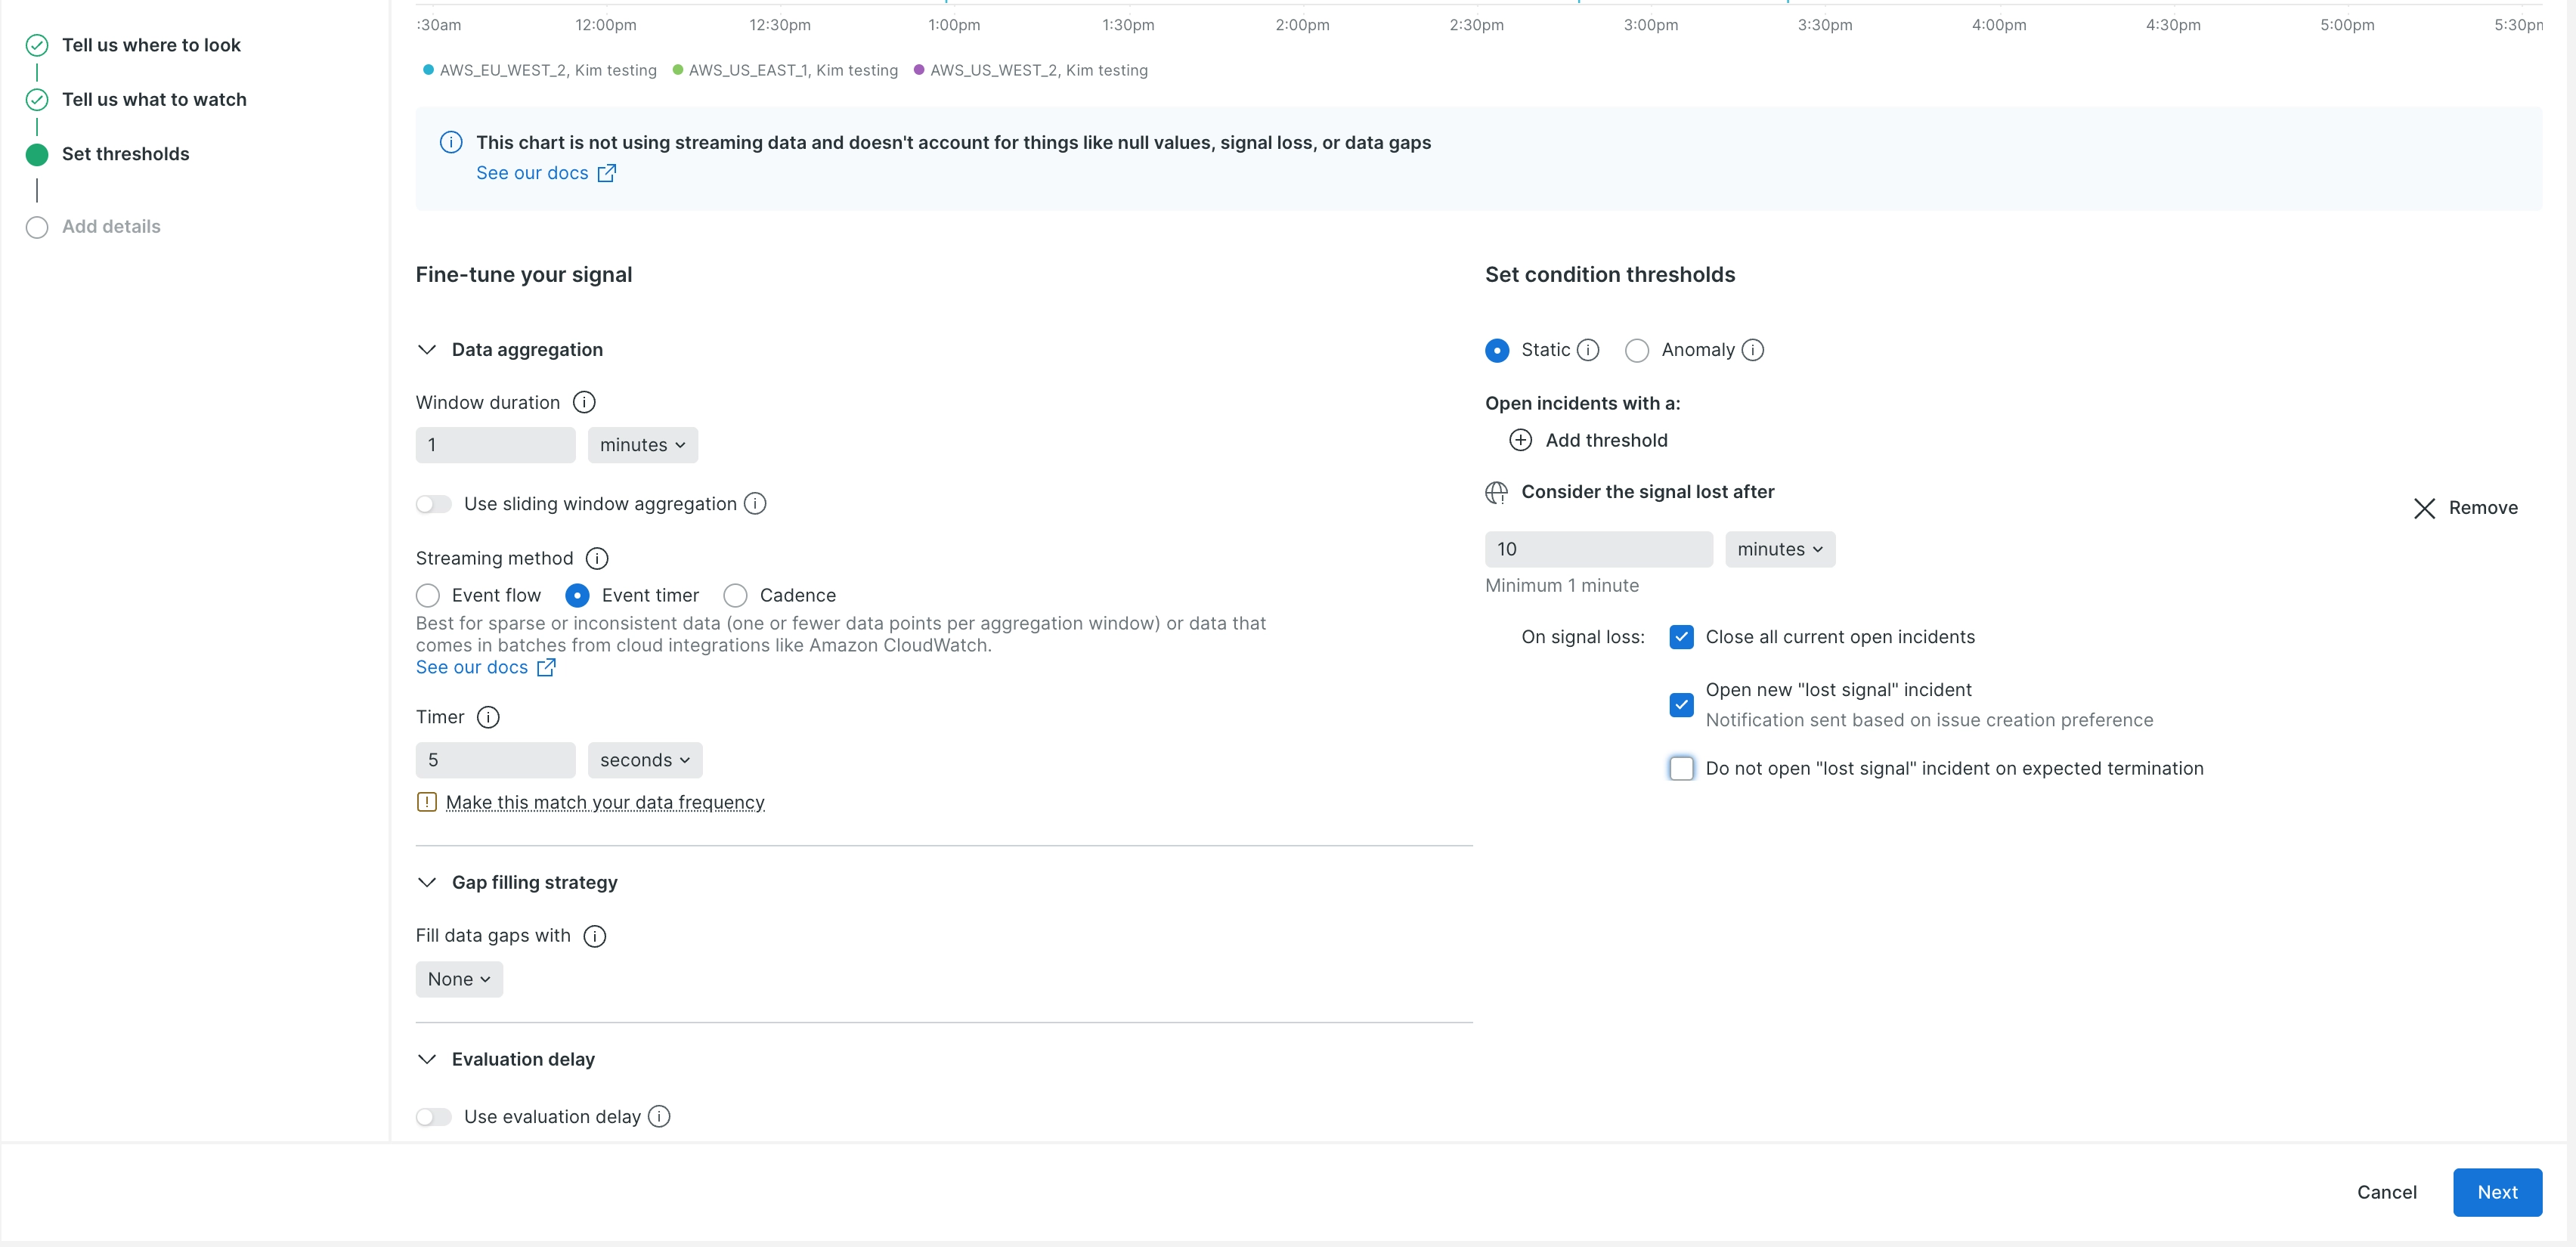 Tell us where to look
Tell us what to watch
Set thresholds
Add details
:30am 12:00pm 12:30pm 1:00pm 1:30pm 2:00pm 2:30pm 3:00pm 3:30pm 4:00pm 4:30pm 5:00pm 5:30pm
AWS_EU_WEST_2, Kim testing AWS_US_EAST_1, Kim testing AWS_US_WEST_2, Kim testing
This chart is not using streaming data and doesn't account for things like null values, signal loss, or data gaps
See our docs
Fine-tune your signal
Data aggregation
Window duration
1 minutes
Use sliding window aggregation
Streaming method
Event flow Event timer Cadence
Best for sparse or inconsistent data (one or fewer data points per aggregation window) or data that
comes in batches from cloud integrations like Amazon CloudWatch.
See our docs
Timer
5 seconds
Make this match your data frequency
Gap filling strategy
Fill data gaps with
None
Evaluation delay
Use evaluation delay
Set condition thresholds
Static Anomaly
Open incidents with a:
Add threshold
Consider the signal lost after
Remove
10 minutes
Minimum 1 minute
On signal loss: Close all current open incidents
Open new "lost signal" incident
Notification sent based on issue creation preference
Do not open "lost signal" incident on expected termination
Cancel Next